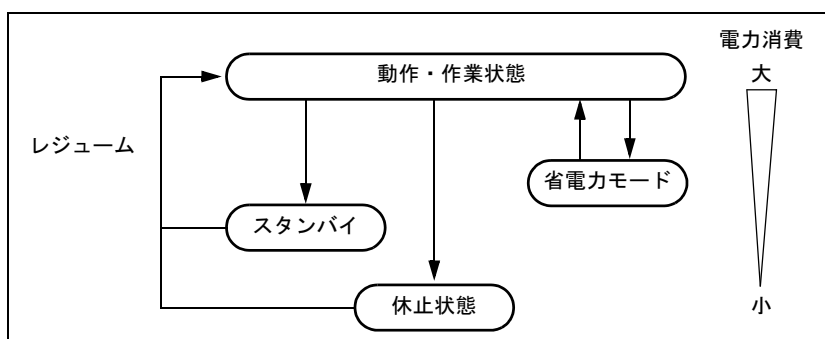 電力消費
動作・作業状態
大
レジューム
省電力モード
スタンバイ
休止状態
小